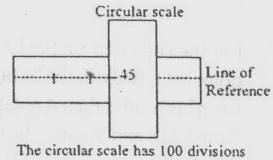 Circular scale
45
Line of
Reference
The circular scale has 100 divisions